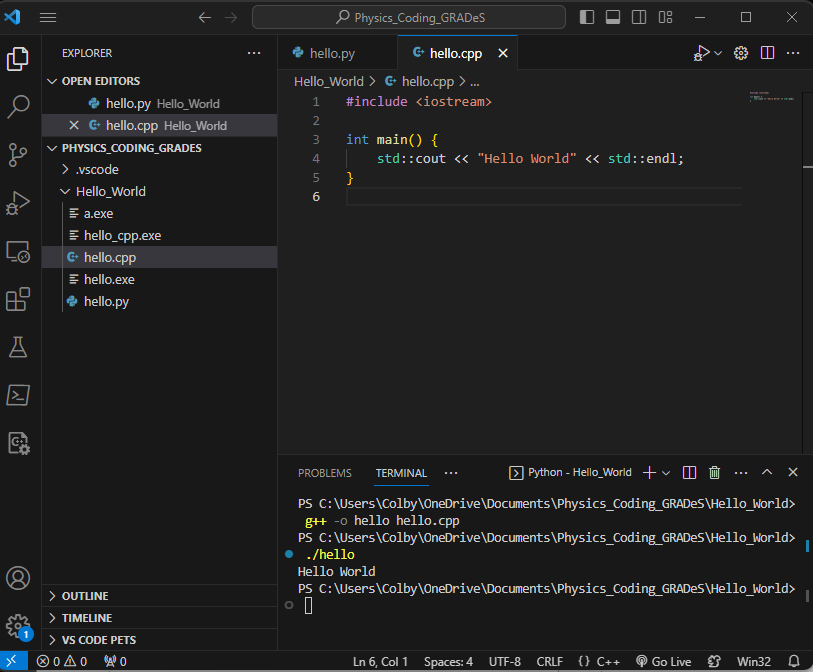 Physics_Coding_GRADeS
EXPLORER
OPEN EDITORS
hello.py Hello_World
hello.cpp Hello_World
PHYSICS_CODING_GRADES
.vscode
Hello_World
a.exe
hello_cpp.exe
hello.cpp
hello.exe
hello.py
OUTLINE
TIMELINE
VS CODE PETS
1
hello.py
hello.cpp
Hello_World > hello.cpp > ...
1 #include <iostream>
2
3 int main() {
4 std::cout << "Hello World" << std::endl;
5 }
6
PROBLEMS TERMINAL ... Python - Hello_World
PS C:\Users\Colby\OneDrive\Documents\Physics_Coding_GRADeS\Hello_World>
g++ -o hello hello.cpp
PS C:\Users\Colby\OneDrive\Documents\Physics_Coding_GRADeS\Hello_World>
./hello
Hello World
PS C:\Users\Colby\OneDrive\Documents\Physics_Coding_GRADeS\Hello_World>
0 0 0 Ln 6, Col 1 Spaces: 4 UTF-8 CRLF {} C++ Go Live Win32